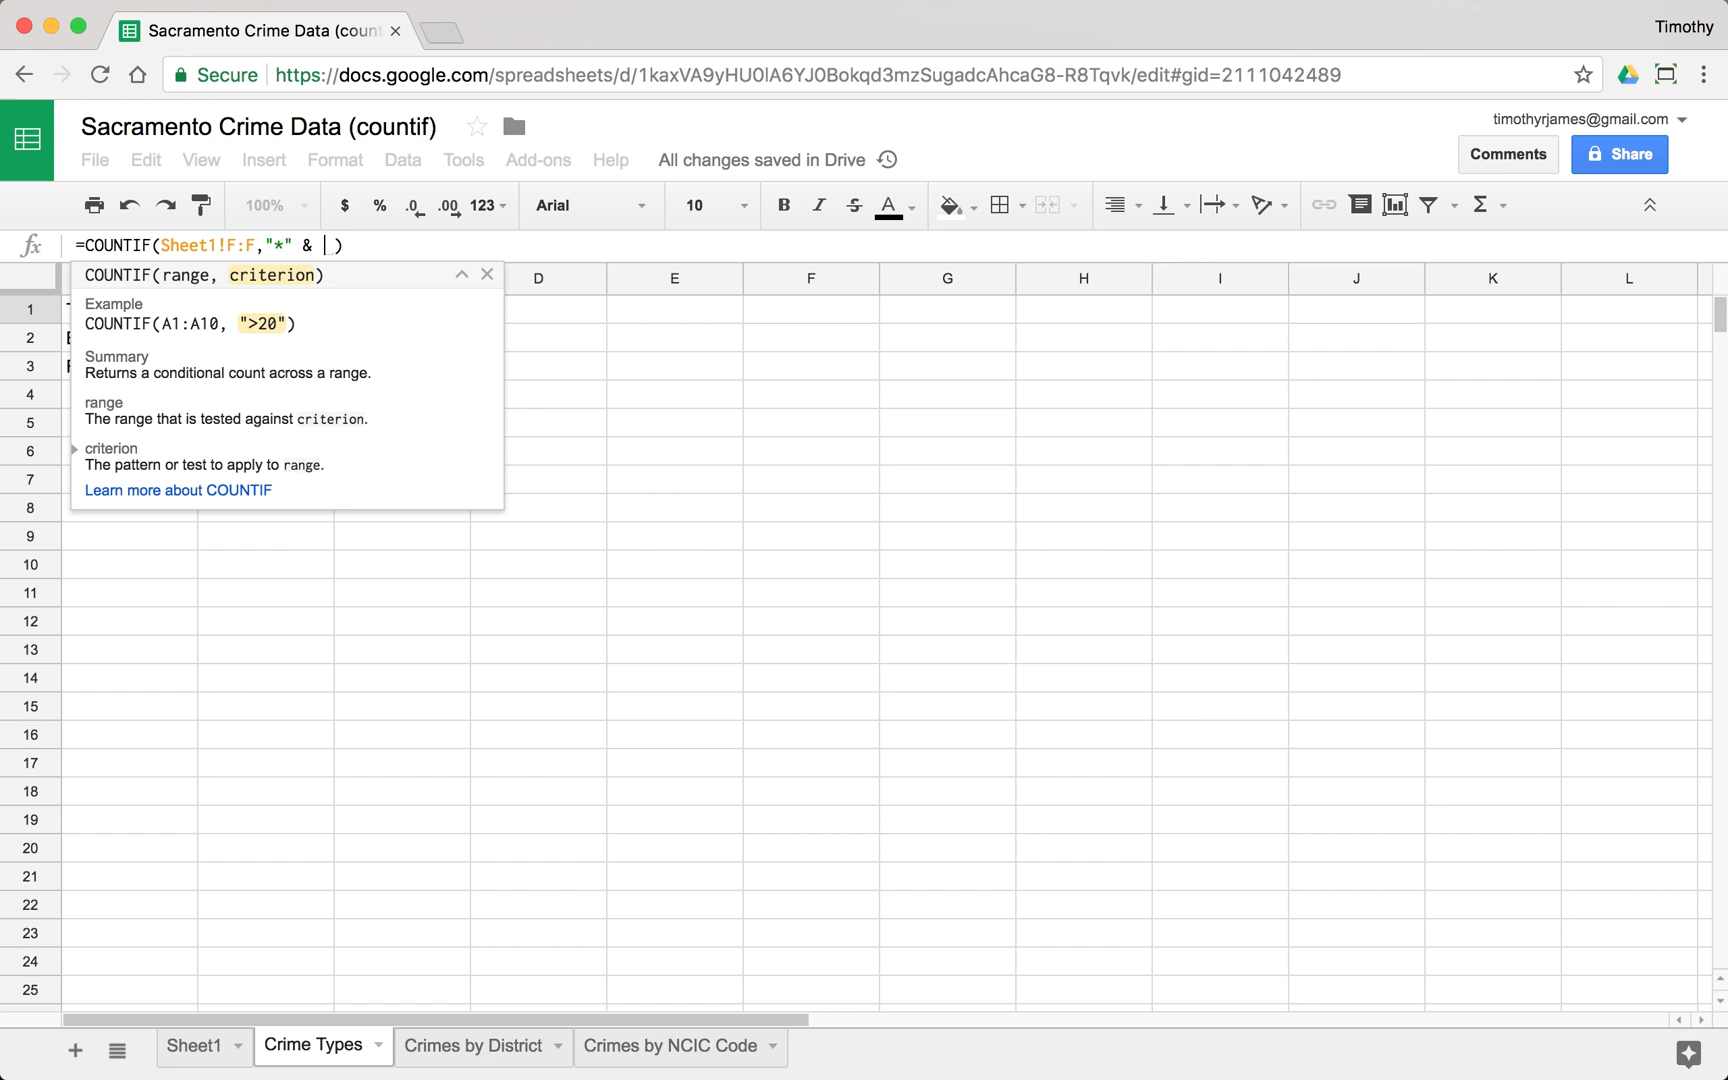 Sacramento Crime Data (count
Timothy
Secure https://docs.google.com/spreadsheets/d/1kaxVA9yHU0lA6YJ0Bokqd3mzSugadcAhcaG8-R8Tqvk/edit#gid=2111042489
Sacramento Crime Data (countif)
timothyrjames@gmail.com
File Edit View Insert Format Data Tools Add-ons Help All changes saved in Drive
Comments Share
100% $ % .0 .00 123 Arial 10 B I S A Σ
fx =COUNTIF(Sheet1!F:F,"*" & )
COUNTIF(range, criterion)
D E F G H I J K L
Example
COUNTIF(A1:A10, ">20")
Summary
Returns a conditional count across a range.
range
The range that is tested against criterion.
criterion
The pattern or test to apply to range.
Learn more about COUNTIF
1
2
3
4
5
6
7
8
9
10
11
12
13
14
15
16
17
18
19
20
21
22
23
24
25
Sheet1 Crime Types Crimes by District Crimes by NCIC Code